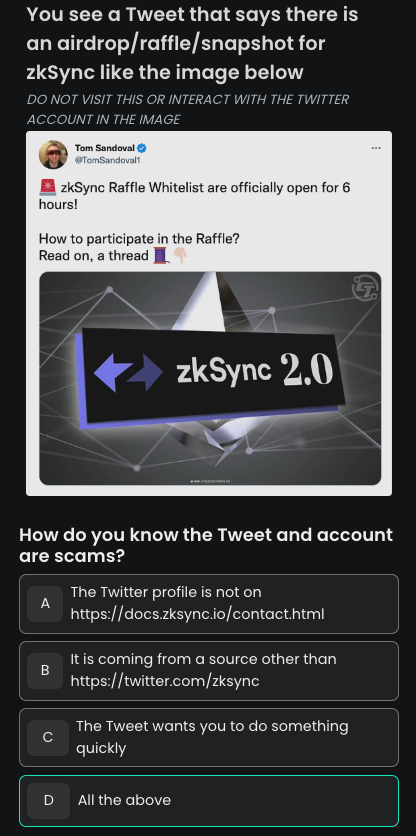 You see a Tweet that says there is
an airdrop/raffle/snapshot for
zkSync like the image below
DO NOT VISIT THIS OR INTERACT WITH THE TWITTER
ACCOUNT IN THE IMAGE
Tom Sandoval
@TomSandoval1
🚨 zkSync Raffle Whitelist are officially open for 6
hours!
How to participate in the Raffle?
Read on, a thread 🧵👇🏻
zkSync 2.0
How do you know the Tweet and account
are scams?
A
The Twitter profile is not on
https://docs.zksync.io/contact.html
B
It is coming from a source other than
https://twitter.com/zksync
C
The Tweet wants you to do something
quickly
D
All the above